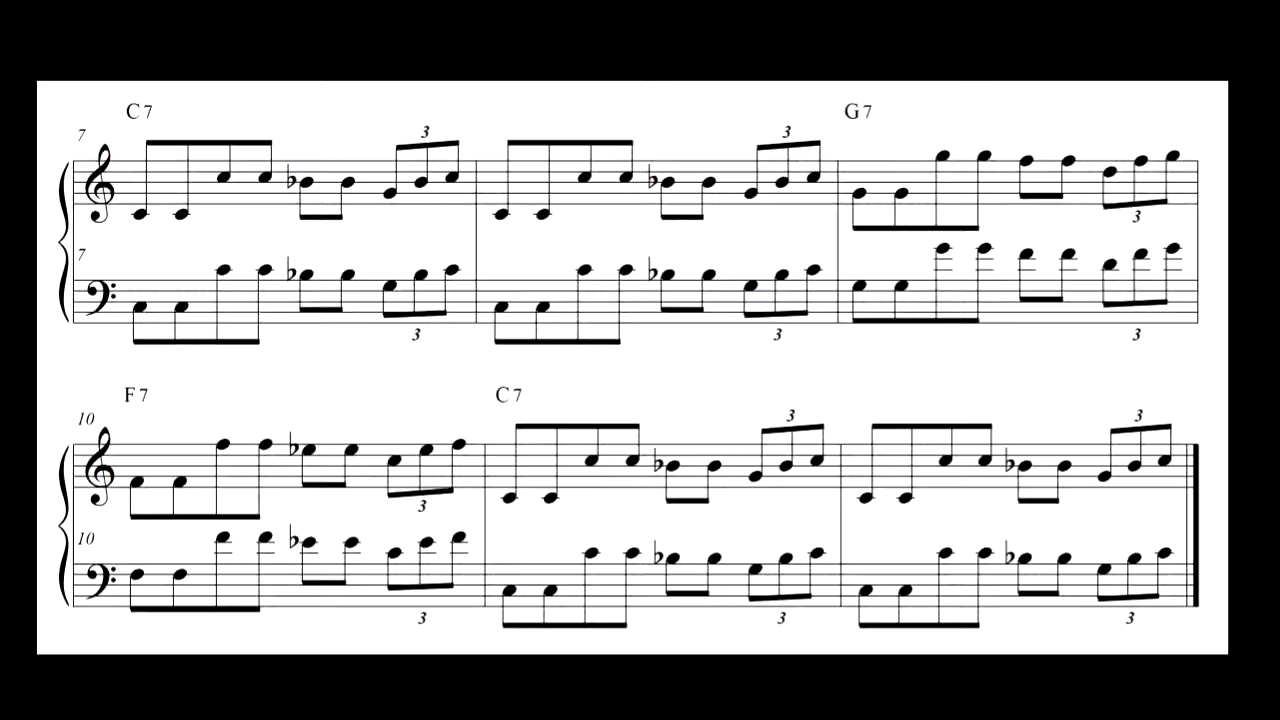 C7 G7
7 3 3
7 3 3 3 3
F7 C7
10 3 3
10 3 3 3 3